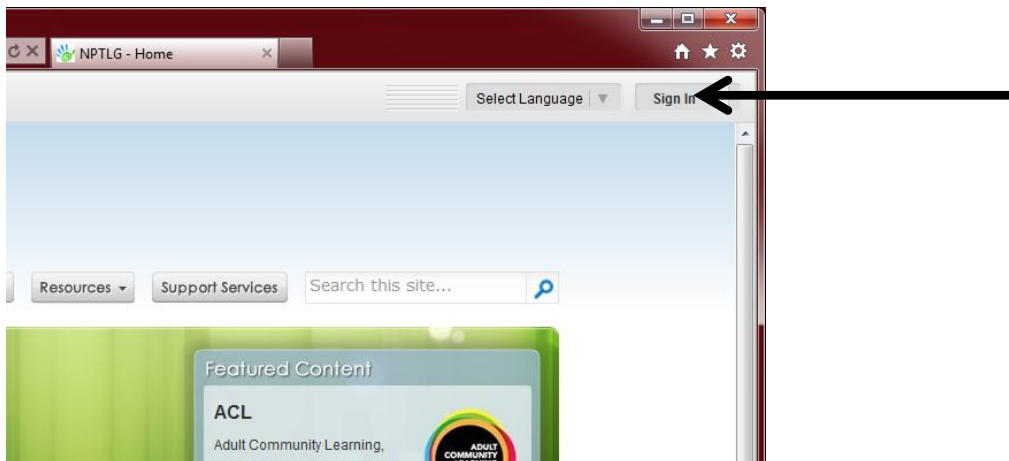 NPTLG - Home
Select Language
Sign In
Resources
Support Services
Search this site...
Featured Content
ACL
Adult Community Learning,
ADULT
COMMUNITY